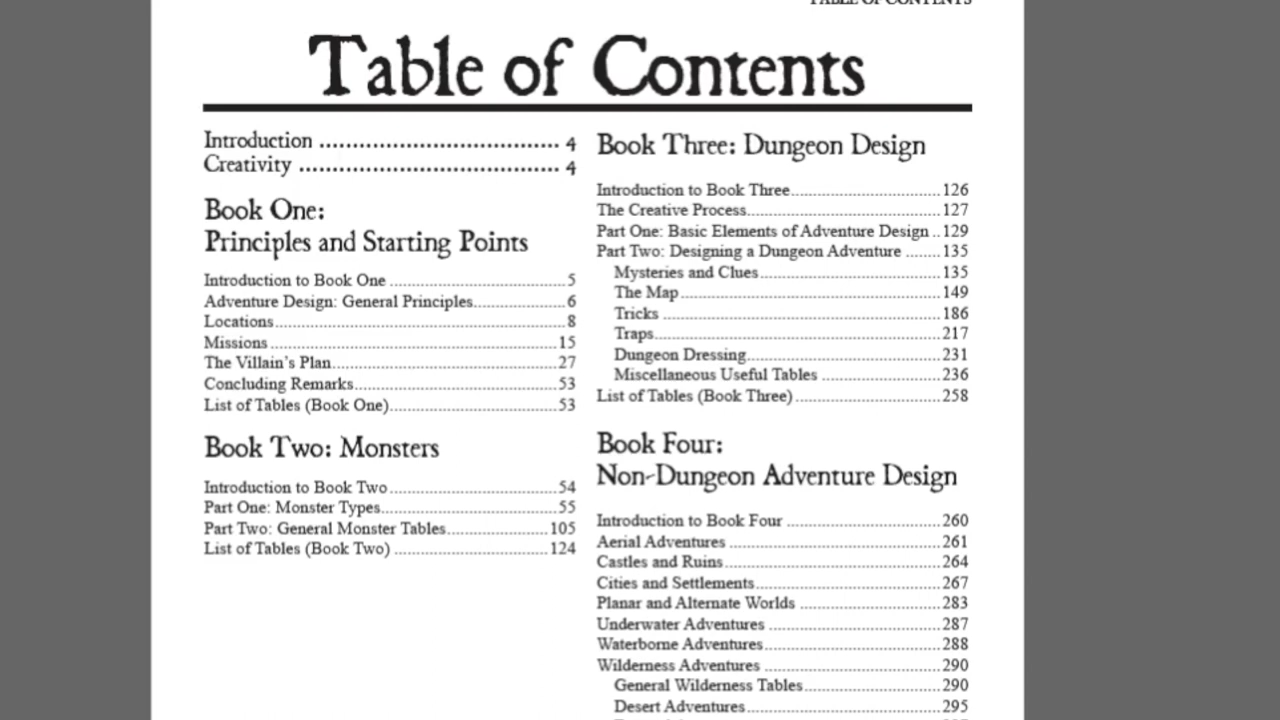 TABLE OF CONTENTS
Table of Contents
Introduction .................................. 4
Creativity ..................................... 4
Book One:
Principles and Starting Points
Introduction to Book One ........................................5
Adventure Design: General Principles....................6
Locations...............................................................8
Missions ..............................................................15
The Villain's Plan..................................................27
Concluding Remarks.............................................53
List of Tables (Book One).....................................53
Book Two: Monsters
Introduction to Book Two.....................................54
Part One: Monster Types.......................................55
Part Two: General Monster Tables.......................105
List of Tables (Book Two) ..................................124
Book Three: Dungeon Design
Introduction to Book Three.................................126
The Creative Process...........................................127
Part One: Basic Elements of Adventure Design ..129
Part Two: Designing a Dungeon Adventure ........135
Mysteries and Clues........................................135
The Map..........................................................149
Tricks .............................................................186
Traps...............................................................217
Dungeon Dressing...........................................231
Miscellaneous Useful Tables ..........................236
List of Tables (Book Three) ................................258
Book Four:
Non-Dungeon Adventure Design
Introduction to Book Four ..................................260
Aerial Adventures ...............................................261
Castles and Ruins................................................264
Cities and Settlements.........................................267
Planar and Alternate Worlds ...............................283
Underwater Adventures .......................................287
Waterborne Adventures.......................................288
Wilderness Adventures .......................................290
General Wilderness Tables..............................290
Desert Adventures...........................................295